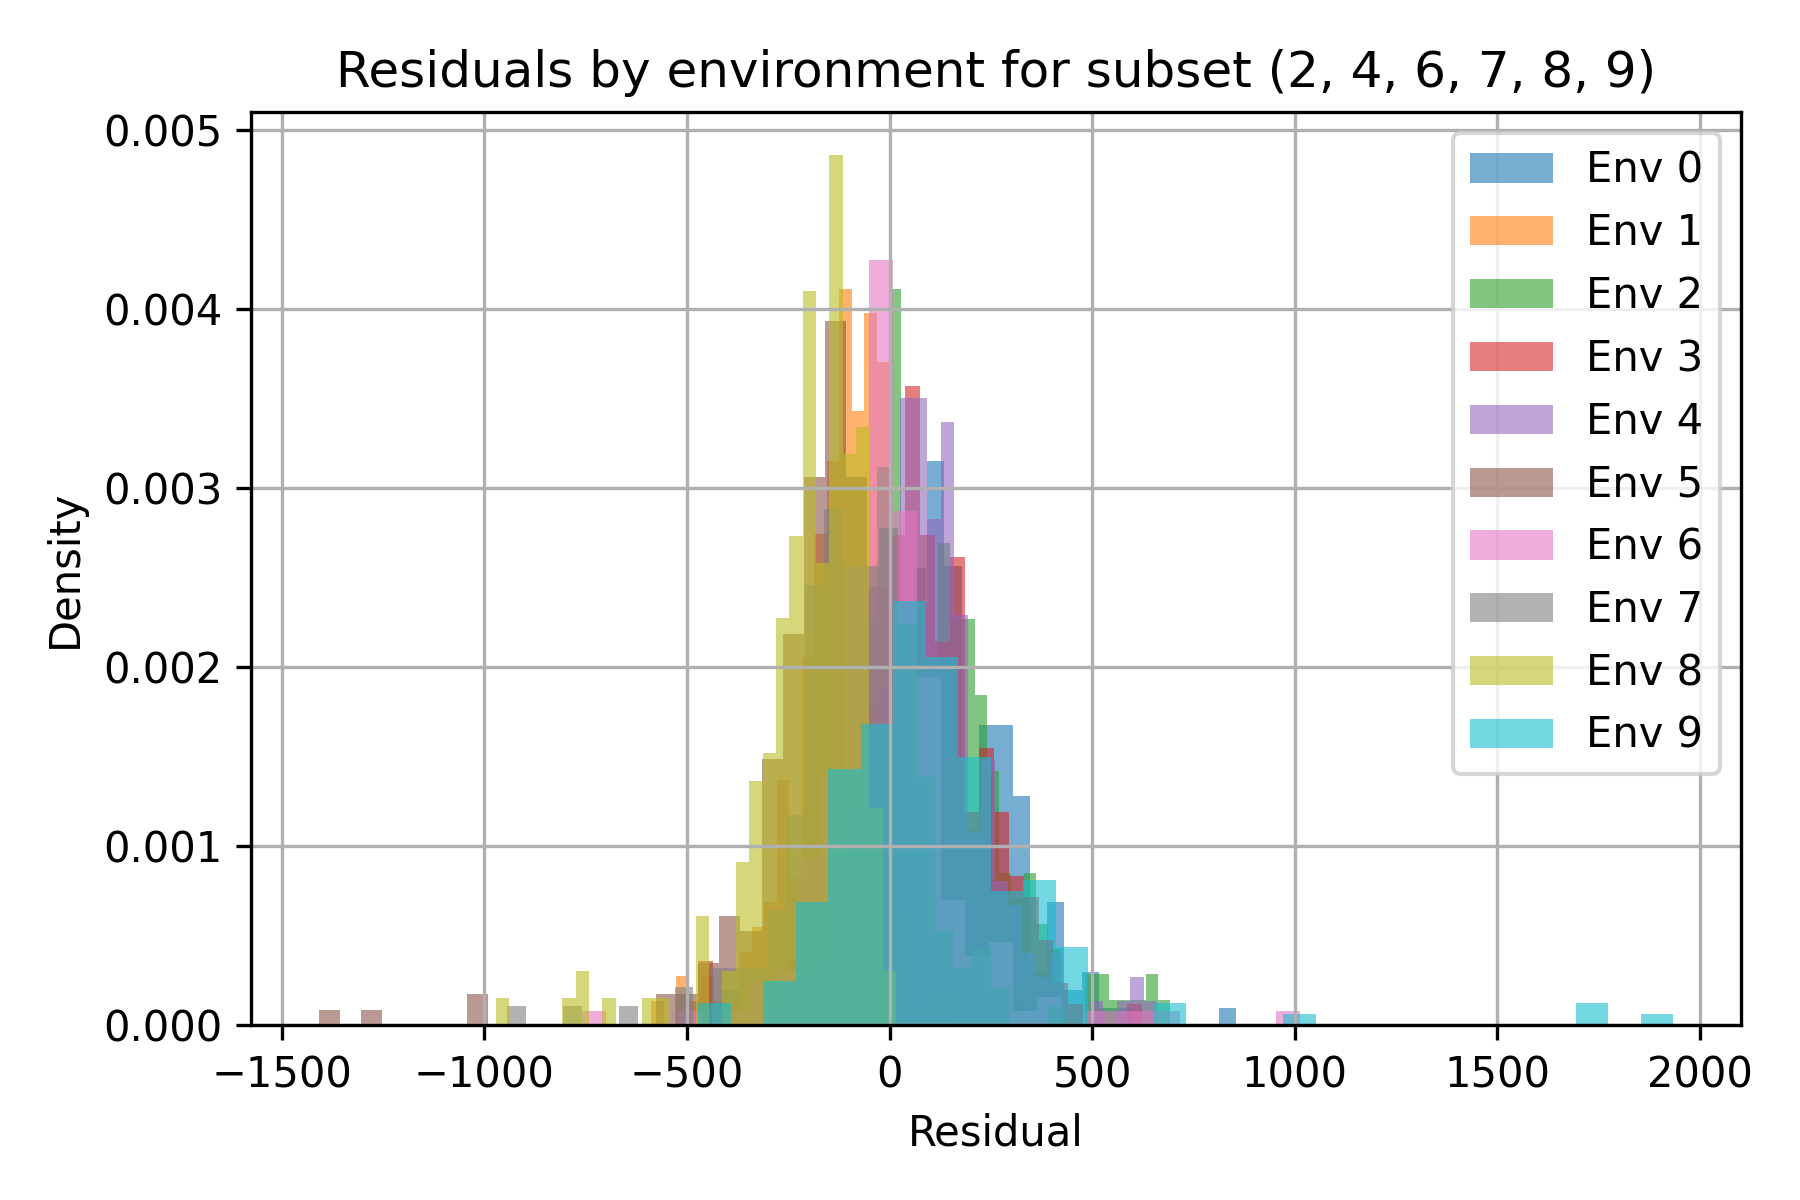 Residuals by environment for subset (2, 4, 6, 7, 8, 9)
0.005
0.004
0.003
0.002
0.001
0.000
Density
Env 0
Env 1
Env 2
Env 3
Env 4
Env 5
Env 6
Env 7
Env 8
Env 9
−1500 −1000 −500 0 500 1000 1500 2000
Residual